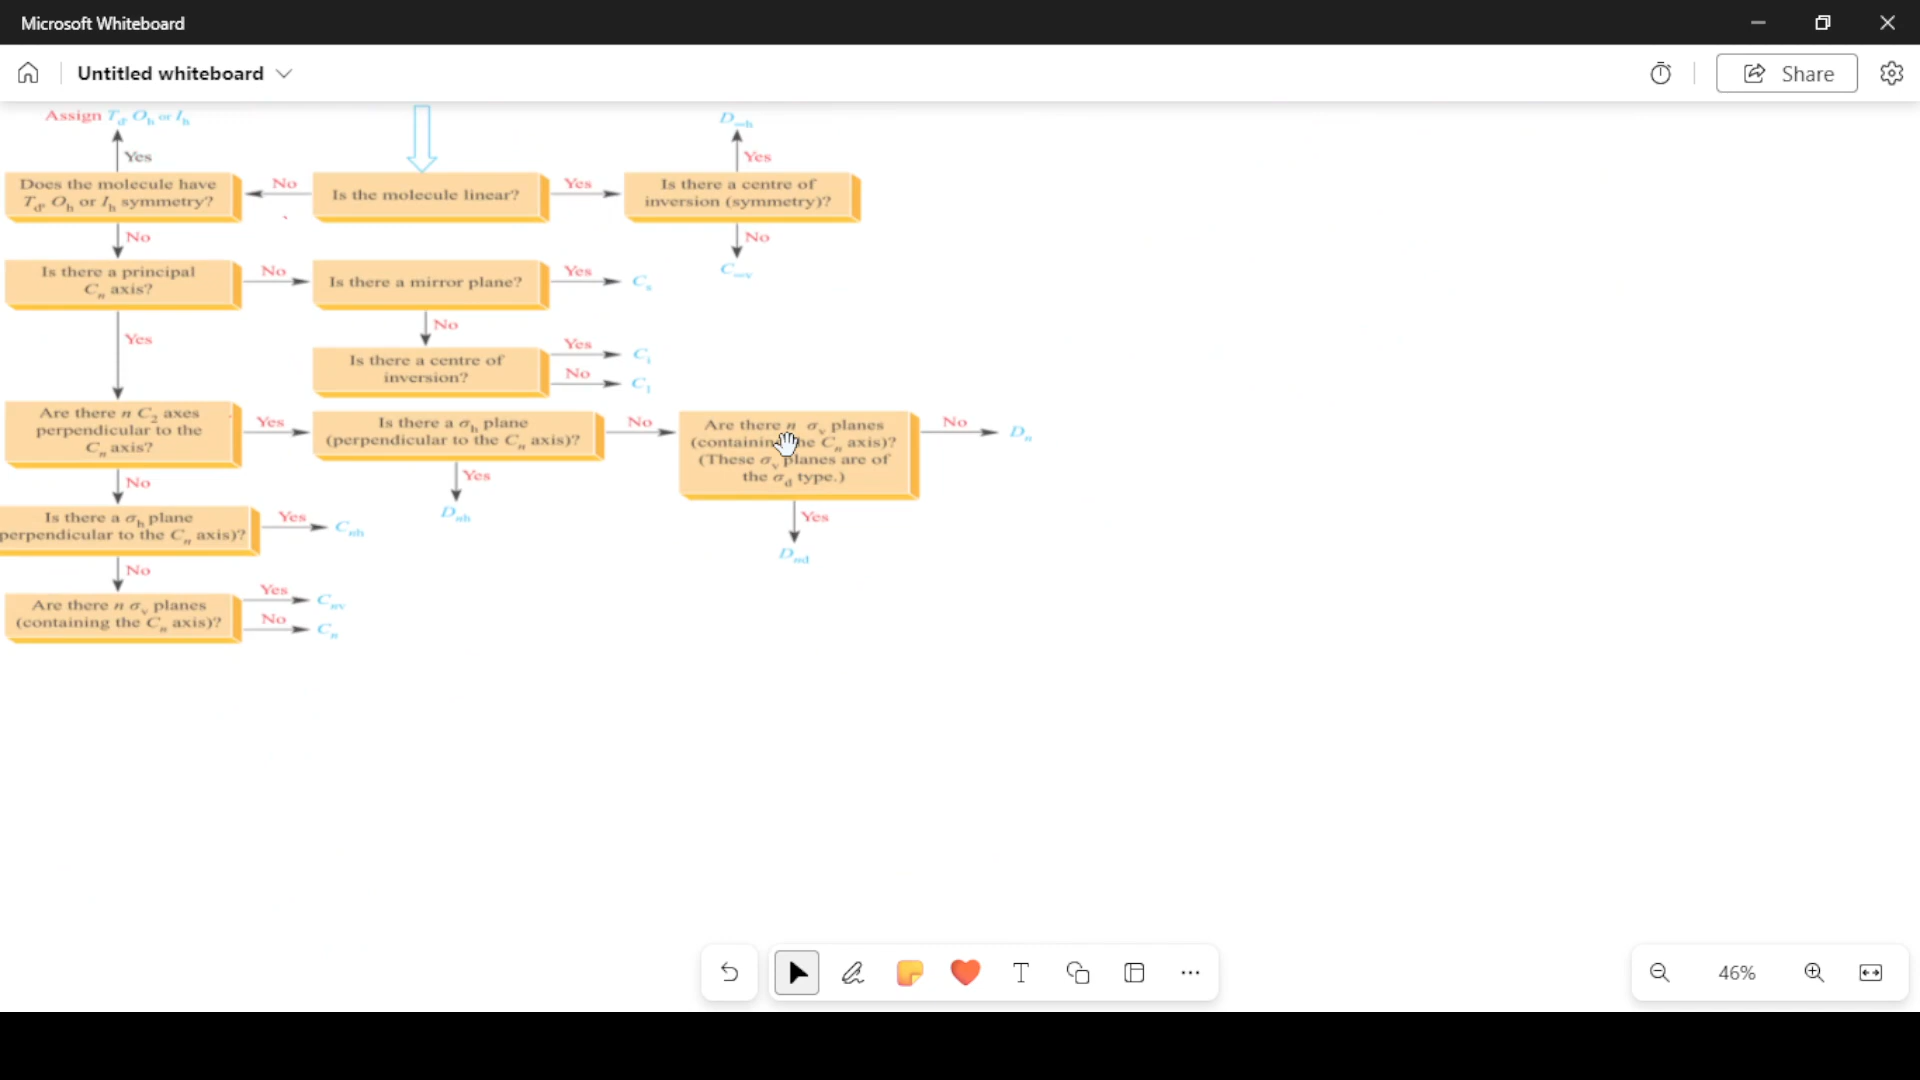 Microsoft Whiteboard
Untitled whiteboard
Share
Assign T_d, O_h or I_h
D_∞h
Yes
Yes
Does the molecule have
T_d, O_h or I_h symmetry?
No
Is the molecule linear?
Yes
Is there a centre of
inversion (symmetry)?
No
No
C_∞v
Is there a principal
C_n axis?
No
Is there a mirror plane?
Yes
C_s
Yes
No
Is there a centre of
inversion?
Yes
C_i
No
C_1
Are there n C_2 axes
perpendicular to the
C_n axis?
Yes
Is there a σ_h plane
(perpendicular to the C_n axis)?
No
Are there n σ_v planes
(containing the C_n axis)?
(These σ_v planes are of
the σ_d type.)
No
D_n
No
Yes
D_nh
Yes
D_nd
Is there a σ_h plane
perpendicular to the C_n axis)?
Yes
C_nh
No
Are there n σ_v planes
(containing the C_n axis)?
Yes
C_nv
No
C_n
46%